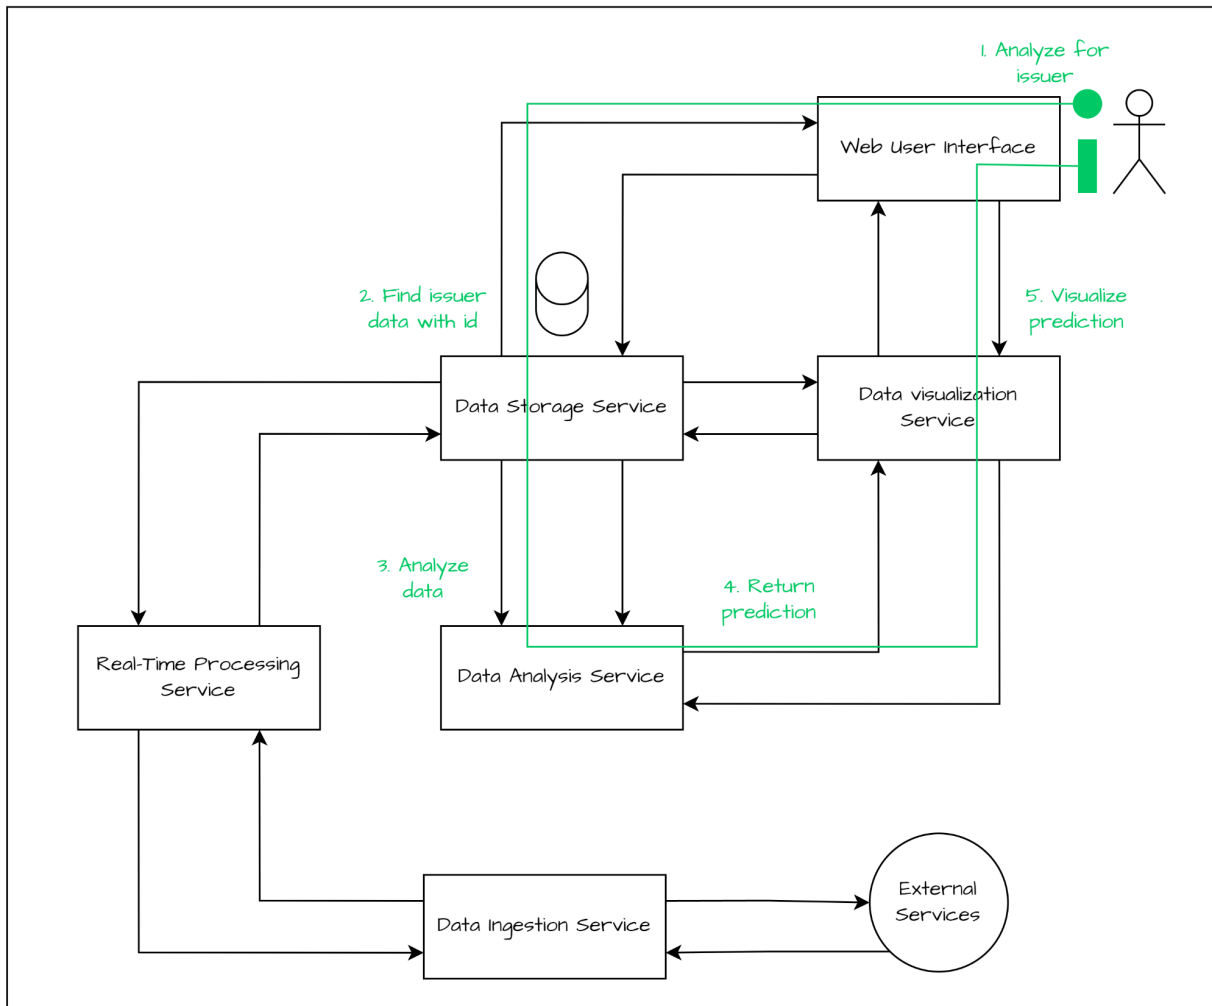 1. Analyze for
issuer
Web User Interface
2. Find issuer
data with id
5. Visualize
prediction
Data Storage Service
Data visualization
Service
3. Analyze
data
4. Return
prediction
Real-Time Processing
Service
Data Analysis Service
External
Services
Data Ingestion Service